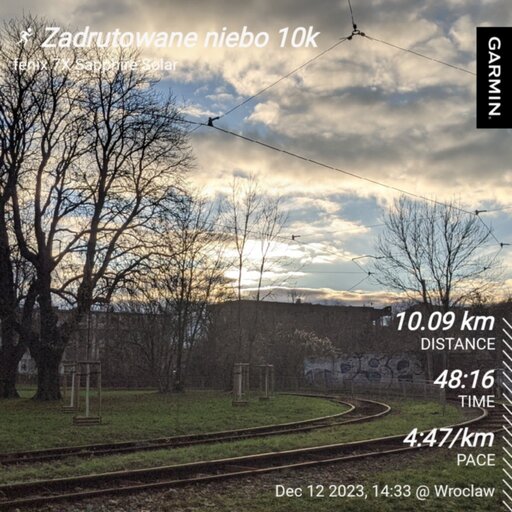 Zadrutowane niebo 10k
fenix 7X Sapphire Solar
GARMIN.
10.09 km
DISTANCE
48:16
TIME
4:47/km
PACE
Dec 12 2023, 14:33 @ Wroclaw